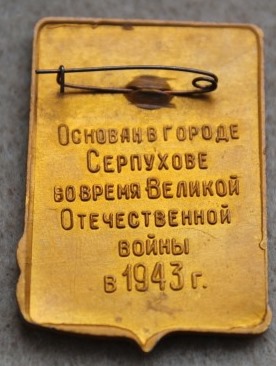 Основан в городе
Серпухове
во время Великой
Отечественной
войны
в 1943 г.